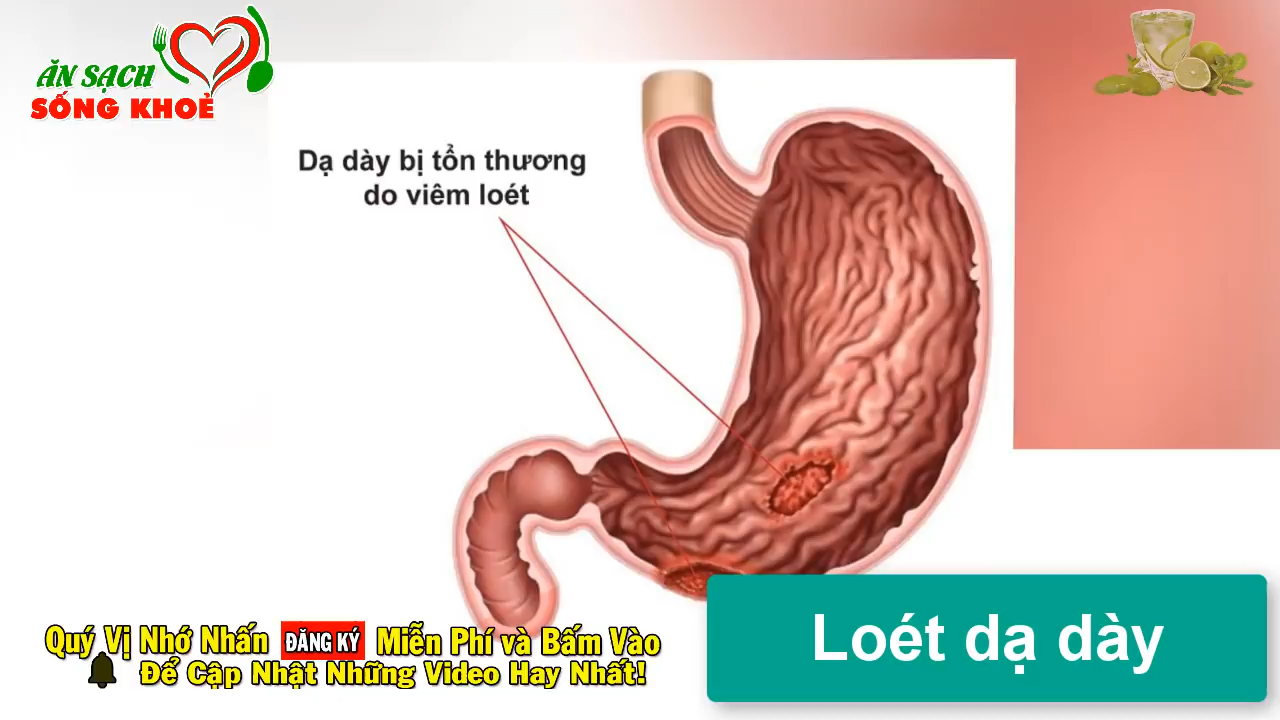 ĂN SẠCH
SỐNG KHOẺ
Dạ dày bị tổn thương
do viêm loét
Loét dạ dày
Quý Vị Nhớ Nhấn ĐĂNG KÝ Miễn Phí và Bấm Vào
Để Cập Nhật Những Video Hay Nhất!